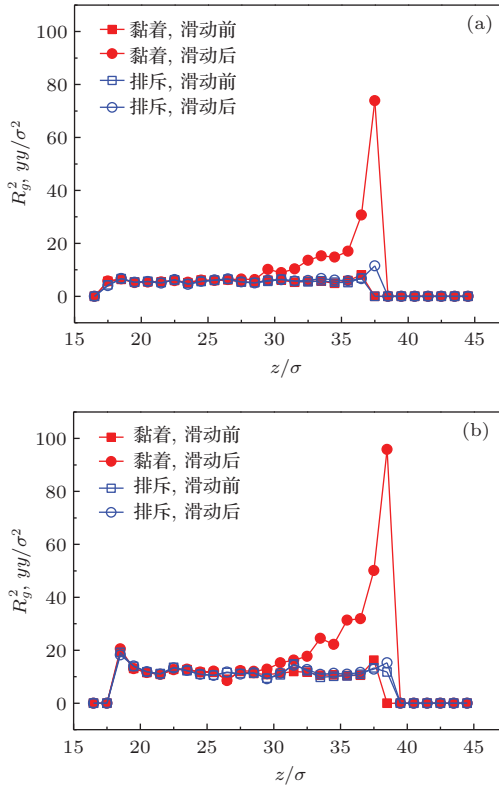 (a)
黏着, 滑动前
黏着, 滑动后
排斥, 滑动前
排斥, 滑动后
100
80
60
40
20
0
R_g^2, yy/σ^2
15 20 25 30 35 40 45
z/σ
(b)
黏着, 滑动前
黏着, 滑动后
排斥, 滑动前
排斥, 滑动后
100
80
60
40
20
0
R_g^2, yy/σ^2
15 20 25 30 35 40 45
z/σ